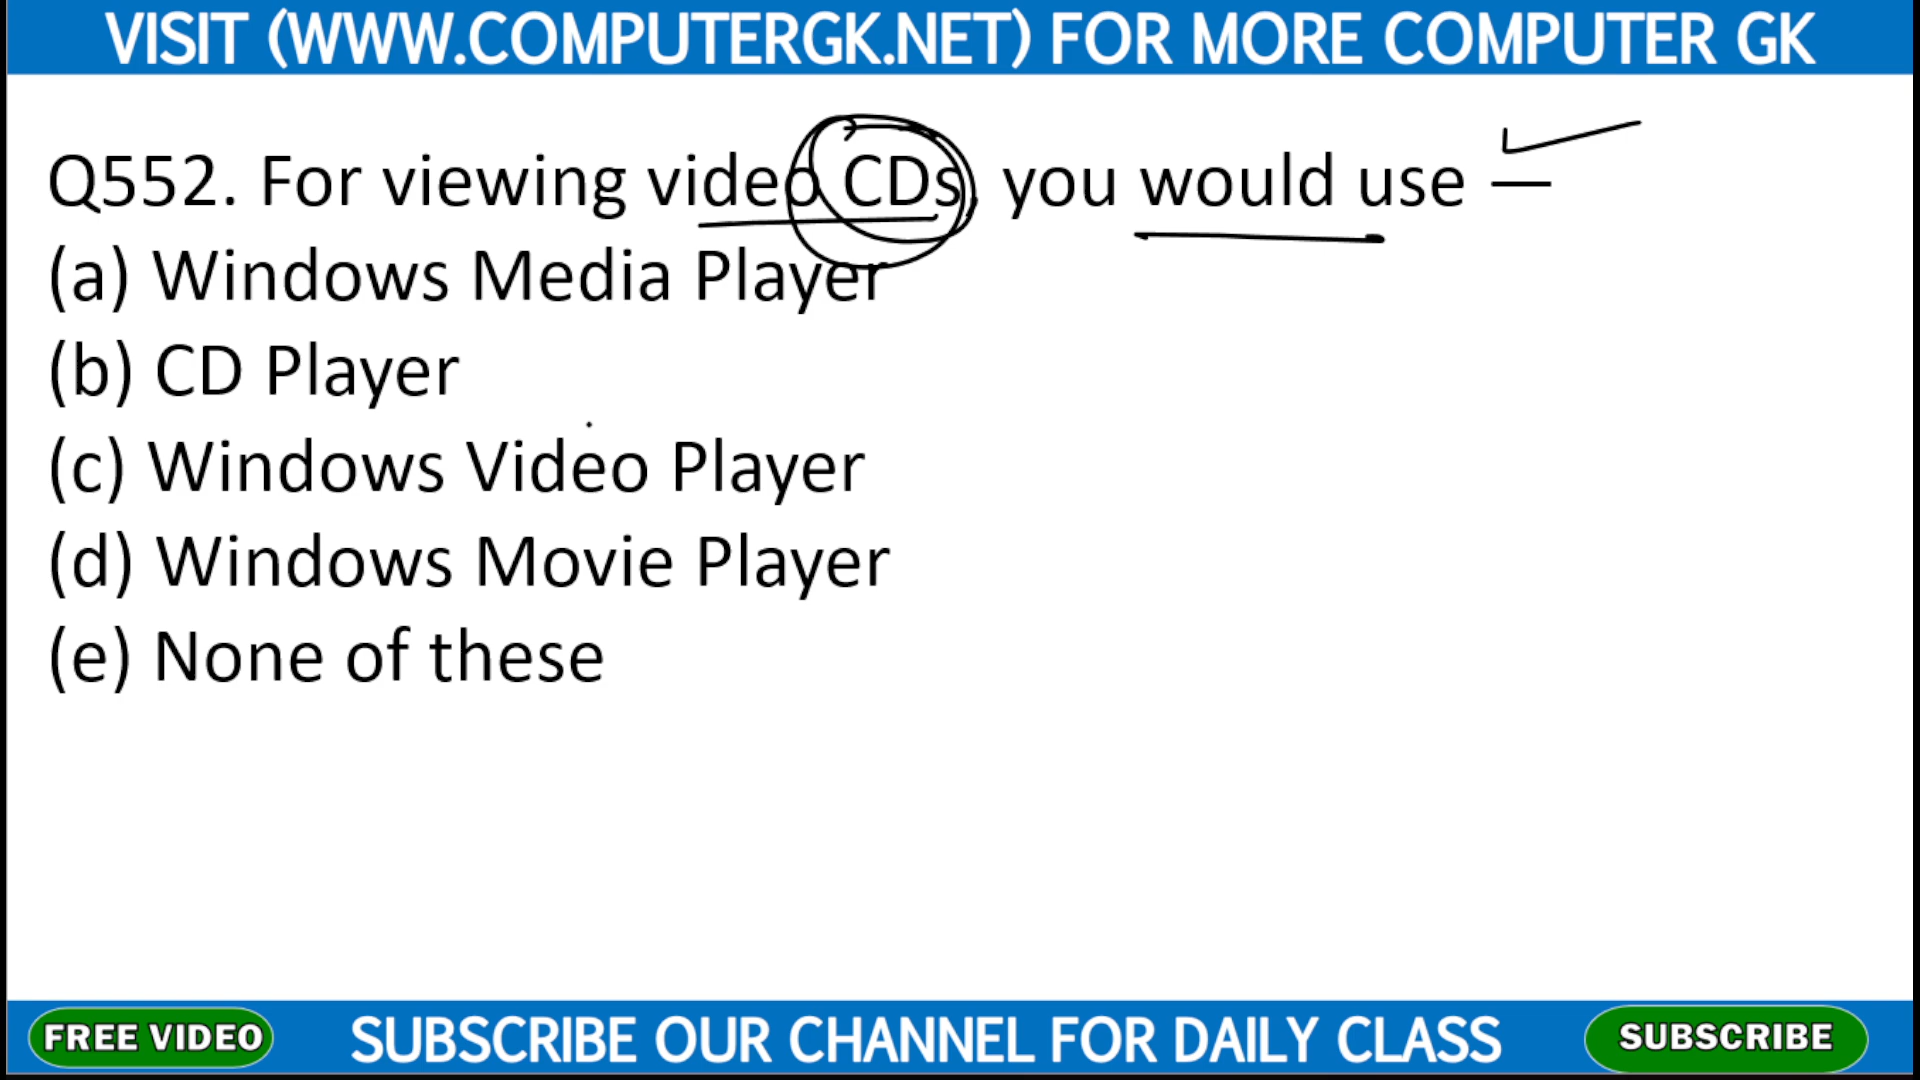 VISIT (WWW.COMPUTERGK.NET) FOR MORE COMPUTER GK
Q552. For viewing video CDs, you would use —
(a) Windows Media Player
(b) CD Player
(c) Windows Video Player
(d) Windows Movie Player
(e) None of these
FREE VIDEO SUBSCRIBE OUR CHANNEL FOR DAILY CLASS SUBSCRIBE